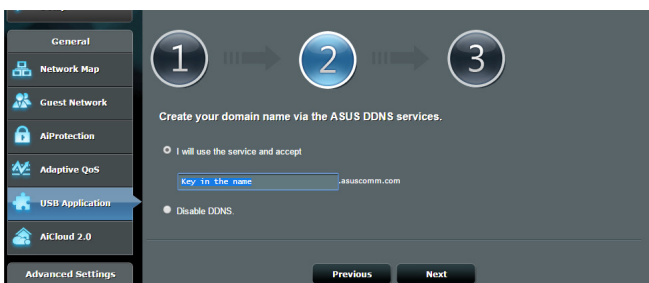 General
Network Map
Guest Network
AiProtection
Adaptive QoS
USB Application
AiCloud 2.0
Advanced Settings
1
2
3
Create your domain name via the ASUS DDNS services.
I will use the service and accept
Key in the name .asuscomm.com
Disable DDNS.
Previous Next